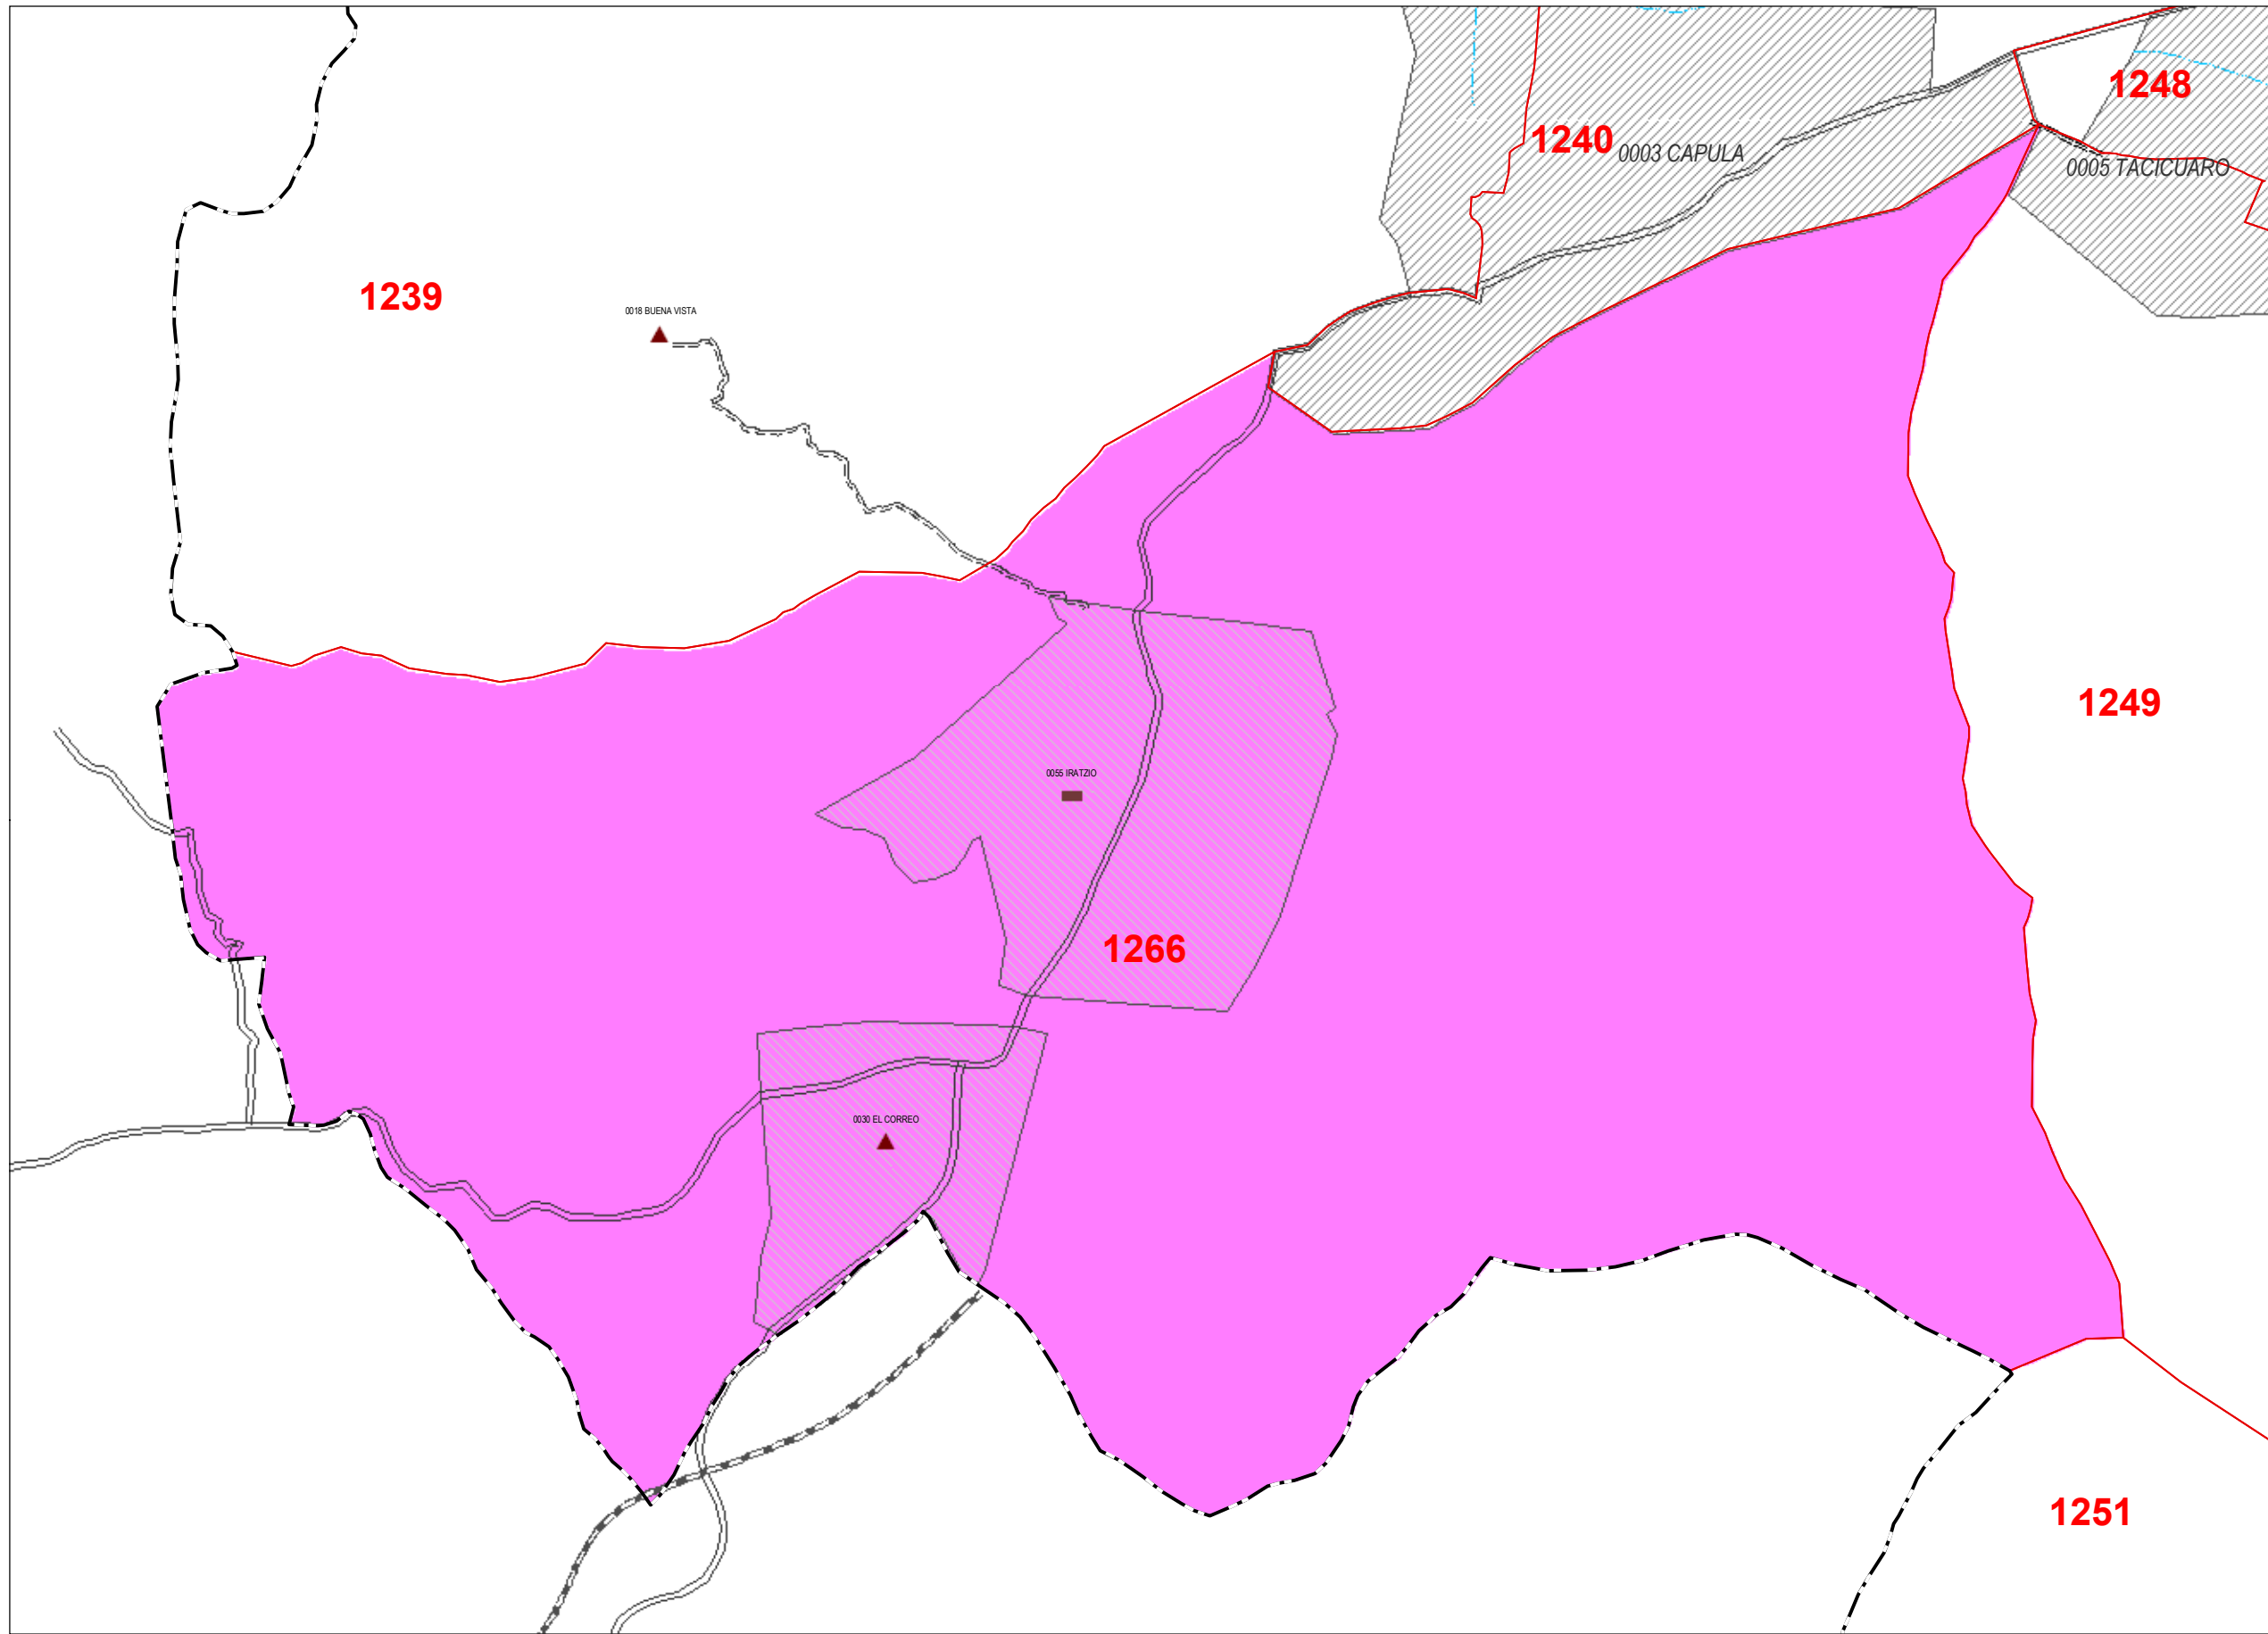 1248
1240
0003 CAPULA
0005 TACICUARO
1239
0018 BUENA VISTA
1249
0055 IRATZIO
1266
0030 EL CORREO
1251